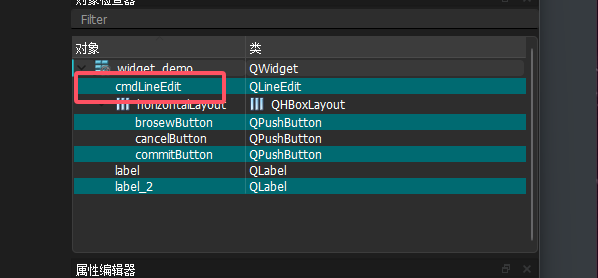 对象检查器
Filter
对象 类
widget_demo QWidget
cmdLineEdit QLineEdit
horizontalLayout QHBoxLayout
brosewButton QPushButton
cancelButton QPushButton
commitButton QPushButton
label QLabel
label_2 QLabel
属性编辑器